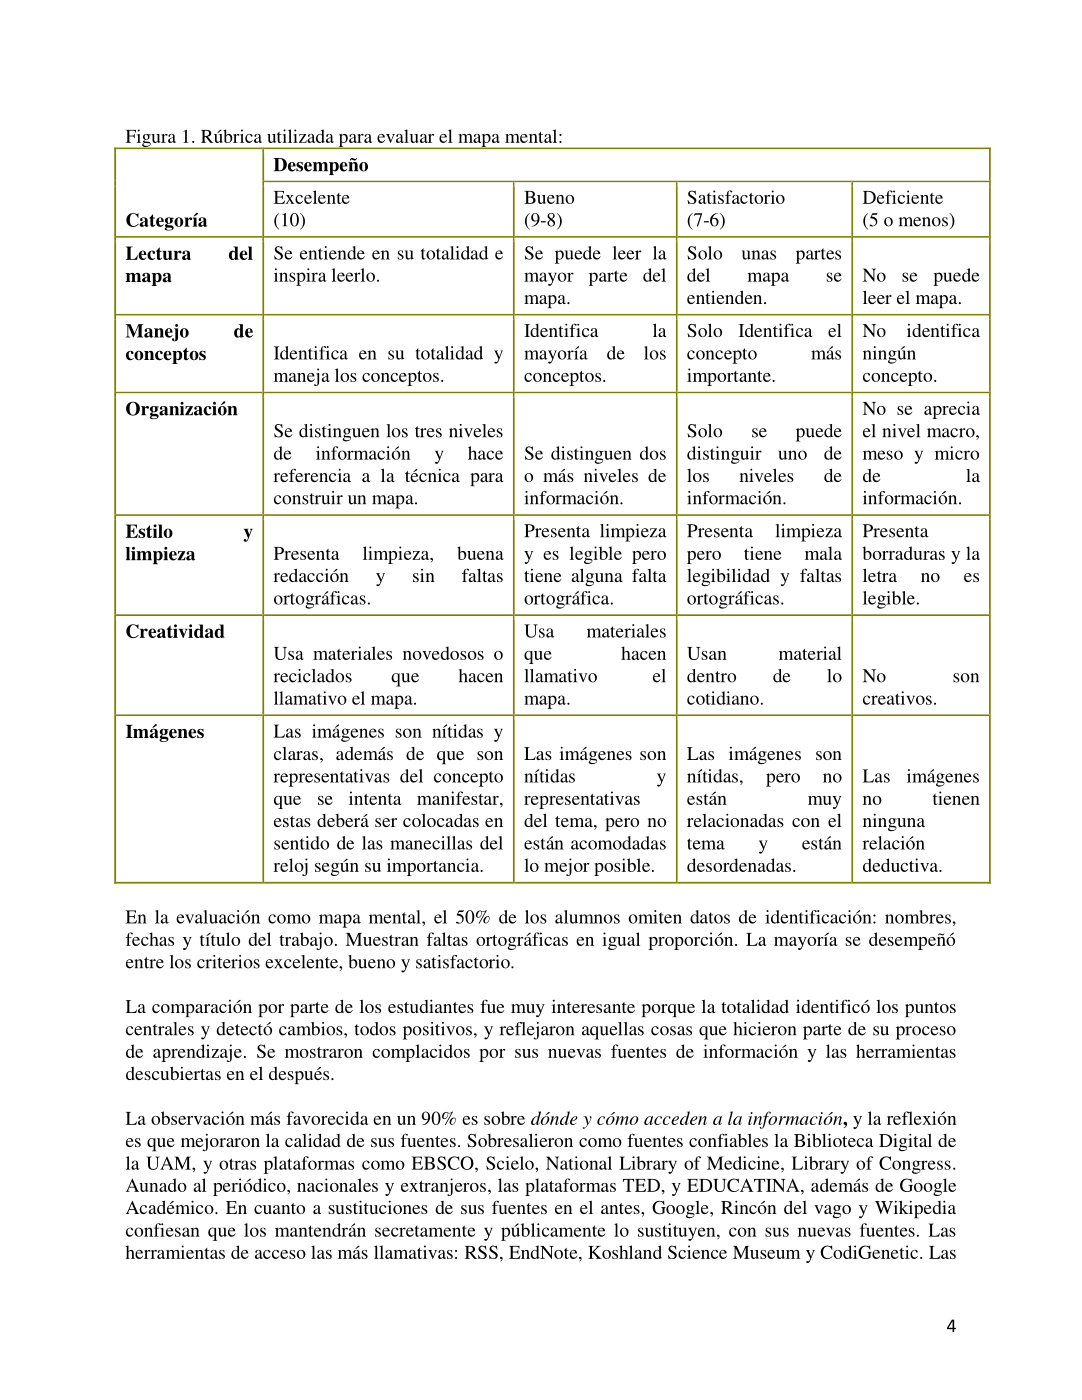 Figura 1. Rúbrica utilizada para evaluar el mapa mental:
Categoría
Desempeño
Excelente
(10)
Bueno
(9-8)
Satisfactorio
(7-6)
Deficiente
(5 o menos)
Lectura del
mapa
Se entiende en su totalidad e
inspira leerlo.
Se puede leer la
mayor parte del
mapa.
Solo unas partes
del mapa se
entienden.
No se puede
leer el mapa.
Manejo de
conceptos
Identifica en su totalidad y
maneja los conceptos.
Identifica la
mayoría de los
conceptos.
Solo Identifica el
concepto más
importante.
No identifica
ningún
concepto.
Organización
Se distinguen los tres niveles
de información y hace
referencia a la técnica para
construir un mapa.
Se distinguen dos
o más niveles de
información.
Solo se puede
distinguir uno de
los niveles de
información.
No se aprecia
el nivel macro,
meso y micro
de la
información.
Estilo y
limpieza
Presenta limpieza, buena
redacción y sin faltas
ortográficas.
Presenta limpieza
y es legible pero
tiene alguna falta
ortográfica.
Presenta limpieza
pero tiene mala
legibilidad y faltas
ortográficas.
Presenta
borraduras y la
letra no es
legible.
Creatividad
Usa materiales novedosos o
reciclados que hacen
llamativo el mapa.
Usa materiales
que hacen
llamativo el
mapa.
Usan material
dentro de lo
cotidiano.
No son
creativos.
Imágenes
Las imágenes son nítidas y
claras, además de que son
representativas del concepto
que se intenta manifestar,
estas deberá ser colocadas en
sentido de las manecillas del
reloj según su importancia.
Las imágenes son
nítidas y
representativas
del tema, pero no
están acomodadas
lo mejor posible.
Las imágenes son
nítidas, pero no
están muy
relacionadas con el
tema y están
desordenadas.
Las imágenes
no tienen
ninguna
relación
deductiva.
En la evaluación como mapa mental, el 50% de los alumnos omiten datos de identificación: nombres,
fechas y título del trabajo. Muestran faltas ortográficas en igual proporción. La mayoría se desempeñó
entre los criterios excelente, bueno y satisfactorio.
La comparación por parte de los estudiantes fue muy interesante porque la totalidad identificó los puntos
centrales y detectó cambios, todos positivos, y reflejaron aquellas cosas que hicieron parte de su proceso
de aprendizaje. Se mostraron complacidos por sus nuevas fuentes de información y las herramientas
descubiertas en el después.
La observación más favorecida en un 90% es sobre dónde y cómo acceden a la información, y la reflexión
es que mejoraron la calidad de sus fuentes. Sobresalieron como fuentes confiables la Biblioteca Digital de
la UAM, y otras plataformas como EBSCO, Scielo, National Library of Medicine, Library of Congress.
Aunado al periódico, nacionales y extranjeros, las plataformas TED, y EDUCATINA, además de Google
Académico. En cuanto a sustituciones de sus fuentes en el antes, Google, Rincón del vago y Wikipedia
confiesan que los mantendrán secretamente y públicamente lo sustituyen, con sus nuevas fuentes. Las
herramientas de acceso las más llamativas: RSS, EndNote, Koshland Science Museum y CodiGenetic. Las
4